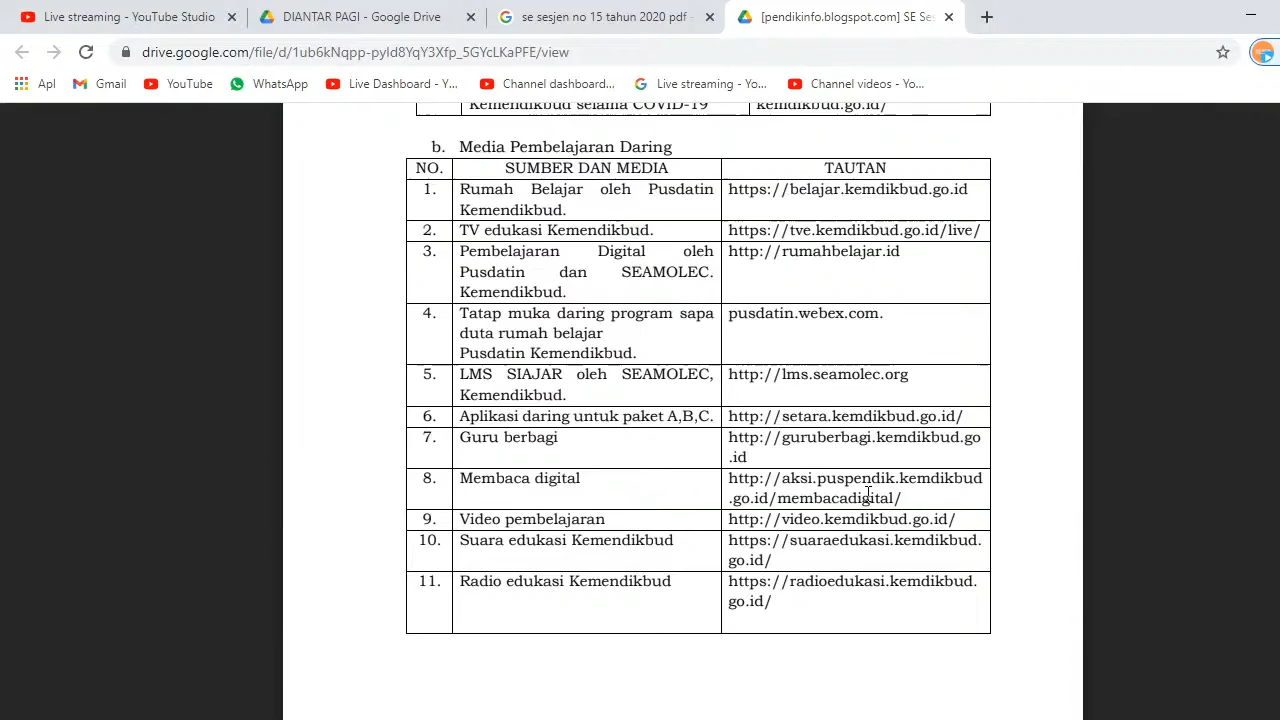 Live streaming - YouTube Studio
DIANTAR PAGI - Google Drive
se sesjen no 15 tahun 2020 pdf -
[pendikinfo.blogspot.com] SE Ses
drive.google.com/file/d/1ub6kNqpp-pyld8YqY3Xfp_5GYcLKaPFE/view
Apl
Gmail
YouTube
WhatsApp
Live Dashboard - Y...
Channel dashboard...
Live streaming - Yo...
Channel videos - Yo...
Kemendikbud selama COVID-19
kemdikbud.go.id/
b. Media Pembelajaran Daring
NO. SUMBER DAN MEDIA TAUTAN
1. Rumah Belajar oleh Pusdatin https://belajar.kemdikbud.go.id
Kemendikbud.
2. TV edukasi Kemendikbud. https://tve.kemdikbud.go.id/live/
3. Pembelajaran Digital oleh http://rumahbelajar.id
Pusdatin dan SEAMOLEC.
Kemendikbud.
4. Tatap muka daring program sapa pusdatin.webex.com.
duta rumah belajar
Pusdatin Kemendikbud.
5. LMS SIAJAR oleh SEAMOLEC, http://lms.seamolec.org
Kemendikbud.
6. Aplikasi daring untuk paket A,B,C. http://setara.kemdikbud.go.id/
7. Guru berbagi http://guruberbagi.kemdikbud.go
.id
8. Membaca digital http://aksi.puspendik.kemdikbud
.go.id/membacadigital/
9. Video pembelajaran http://video.kemdikbud.go.id/
10. Suara edukasi Kemendikbud https://suaraedukasi.kemdikbud.
go.id/
11. Radio edukasi Kemendikbud https://radioedukasi.kemdikbud.
go.id/